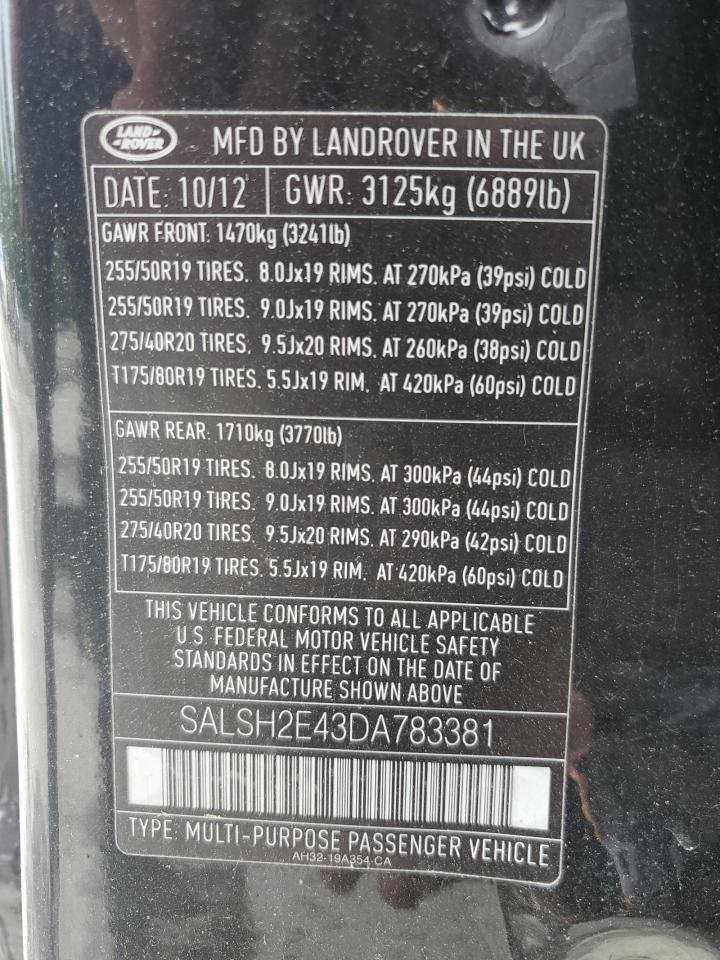 LAND-
ROVER
MFD BY LANDROVER IN THE UK
DATE: 10/12 GWR: 3125kg (6889lb)
GAWR FRONT: 1470kg (3241lb)
255/50R19 TIRES. 8.0Jx19 RIMS. AT 270kPa (39psi) COLD
255/50R19 TIRES. 9.0Jx19 RIMS. AT 270kPa (39psi) COLD
275/40R20 TIRES. 9.5Jx20 RIMS. AT 260kPa (38psi) COLD
T175/80R19 TIRES. 5.5Jx19 RIM. AT 420kPa (60psi) COLD
GAWR REAR: 1710kg (3770lb)
255/50R19 TIRES. 8.0Jx19 RIMS. AT 300kPa (44psi) COLD
255/50R19 TIRES. 9.0Jx19 RIMS. AT 300kPa (44psi) COLD
275/40R20 TIRES. 9.5Jx20 RIMS. AT 290kPa (42psi) COLD
T175/80R19 TIRES. 5.5Jx19 RIM. AT 420kPa (60psi) COLD
THIS VEHICLE CONFORMS TO ALL APPLICABLE
U.S. FEDERAL MOTOR VEHICLE SAFETY
STANDARDS IN EFFECT ON THE DATE OF
MANUFACTURE SHOWN ABOVE
SALSH2E43DA783381
TYPE: MULTI-PURPOSE PASSENGER VEHICLE
AH32-19A354-CA